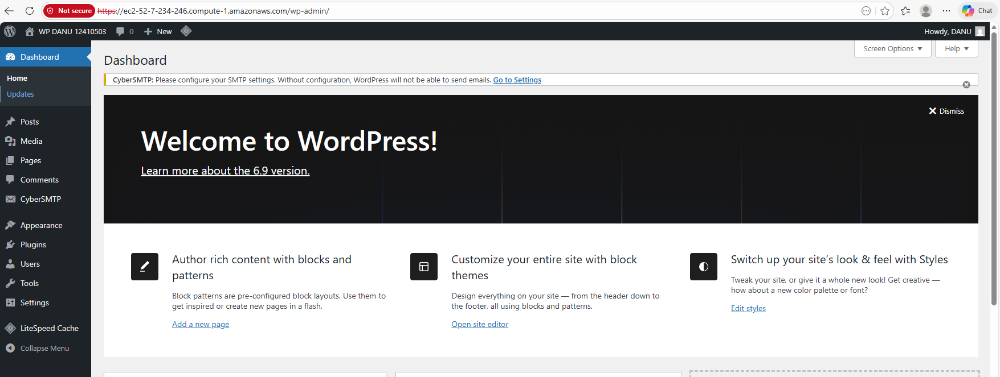 Not secure https://ec2-52-7-234-246.compute-1.amazonaws.com/wp-admin/ Chat
WP DANU 12410503 0 New Howdy, DANU
Screen Options Help
Dashboard
Home
Updates
Posts
Media
Pages
Comments
CyberSMTP
Appearance
Plugins
Users
Tools
Settings
LiteSpeed Cache
Collapse Menu
Dashboard
CyberSMTP: Please configure your SMTP settings. Without configuration, WordPress will not be able to send emails. Go to Settings
Dismiss
Welcome to WordPress!
Learn more about the 6.9 version.
Author rich content with blocks and
patterns
Block patterns are pre-configured block layouts. Use them to
get inspired or create new pages in a flash.
Add a new page
Customize your entire site with block
themes
Design everything on your site — from the header down to
the footer, all using blocks and patterns.
Open site editor
Switch up your site’s look & feel with Styles
Tweak your site, or give it a whole new look! Get creative —
how about a new color palette or font?
Edit styles